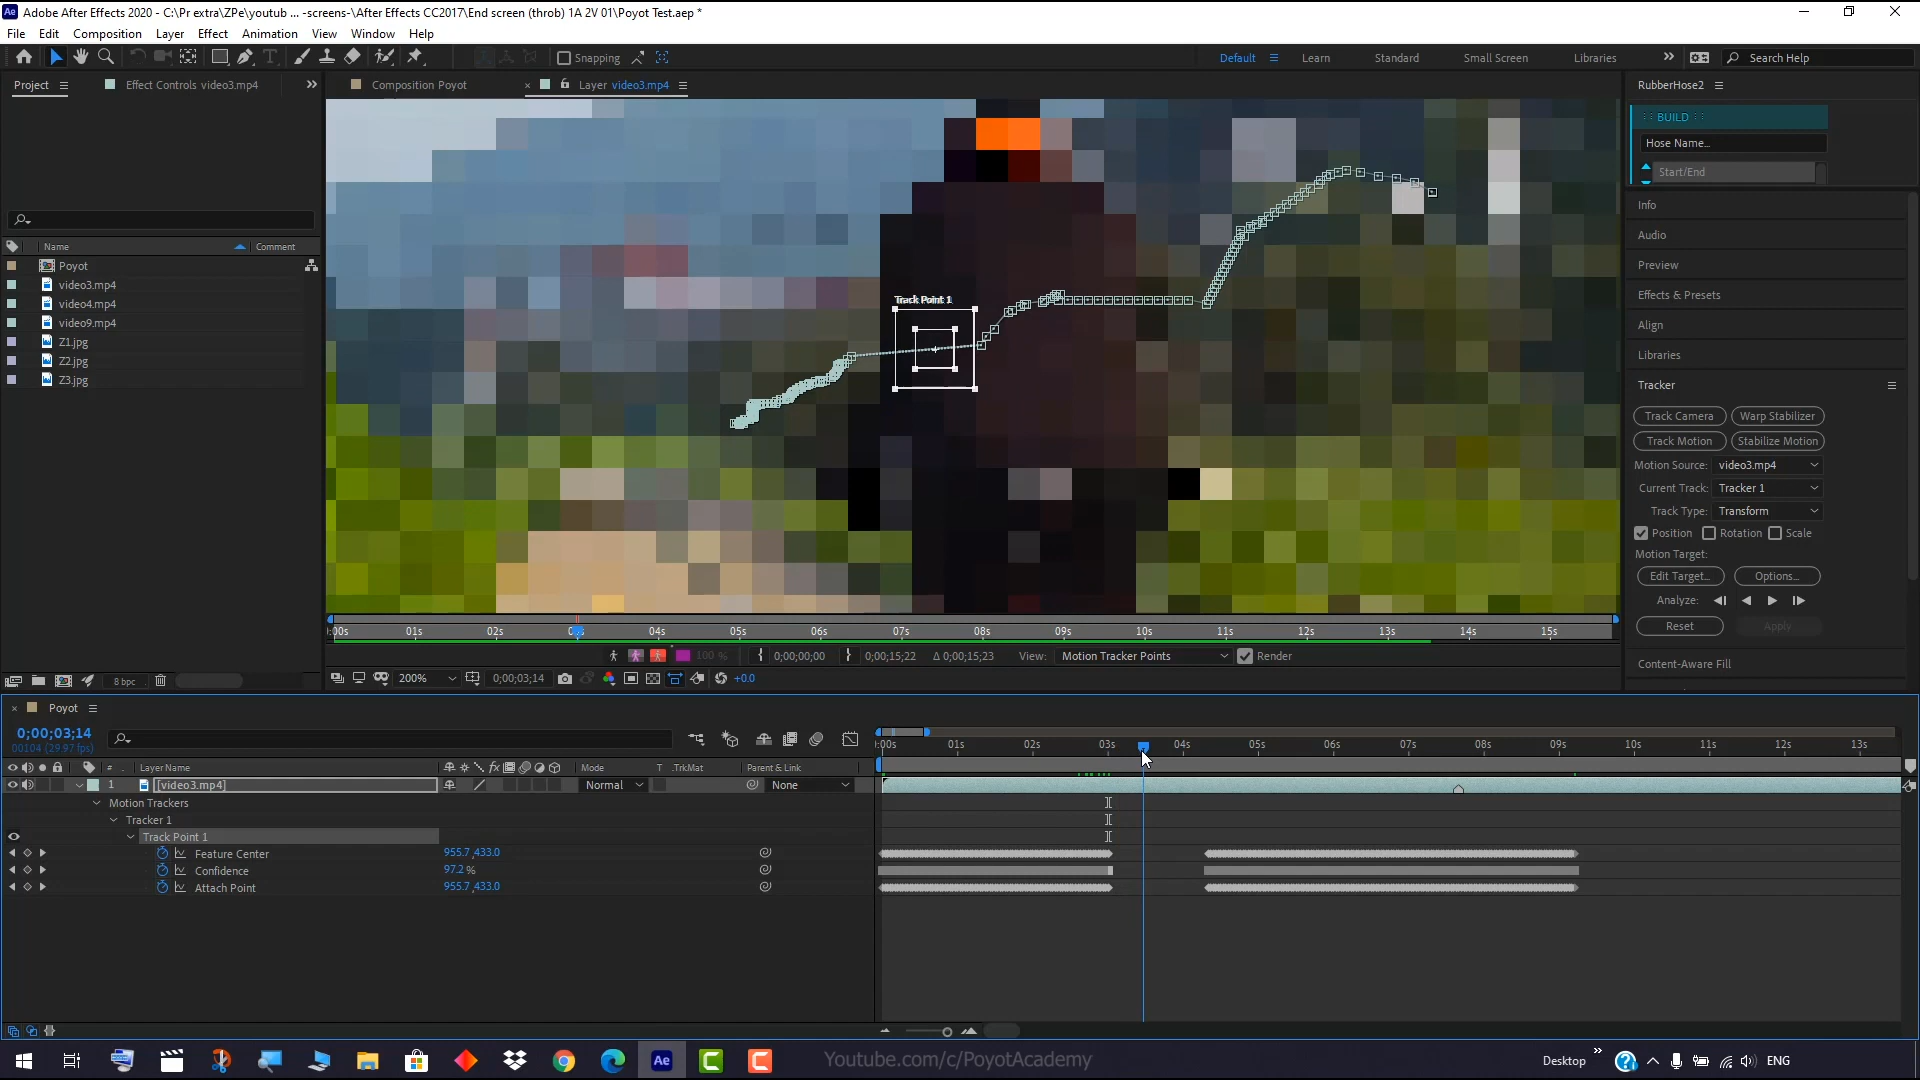 Adobe After Effects 2020 - C:\Pr extra\ZPe\youtub ... -screens-\After Effects CC2017\End screen (throb) 1A 2V 01\Poyot Test.aep *
File Edit Composition Layer Effect Animation View Window Help
Snapping
Default Standard Small Screen Libraries Learn Search Help
Project Effect Controls video3.mp4 Composition Poyot Layer video3.mp4 RubberHose2
BUILD
Hose Name...
Start/End
Info
Audio
Preview
Effects & Presets
Align
Libraries
Tracker
Track Camera Warp Stabilizer
Track Motion Stabilize Motion
Motion Source: video3.mp4
Current Track: Tracker 1
Track Type: Transform
Position Rotation Scale
Motion Target:
Edit Target... Options...
Analyze:
Reset Apply
Content-Aware Fill
Name Comment
Poyot
video3.mp4
video4.mp4
video9.mp4
Z1.jpg
Z2.jpg
Z3.jpg
8 bpc
Track Point 1
:00s 01s 02s 03s 04s 05s 06s 07s 08s 09s 10s 11s 12s 13s 14s 15s
100 % 0;00;00;00 0;00;15;22 Δ 0;00;15;23 View: Motion Tracker Points Render
200% 0;00;03;14 +0.0
Poyot
0;00;03;14
00104 (29.97 fps)
:00s 01s 02s 03s 04s 05s 06s 07s 08s 09s 10s 11s 12s 13s
# Layer Name fx Mode T .TrkMat Parent & Link
1 [video3.mp4] Normal None
Motion Trackers
Tracker 1
Track Point 1
Feature Center 955.7,433.0
Confidence 97.2 %
Attach Point 955.7,433.0
Youtube.com/c/PoyotAcademy
Desktop ENG